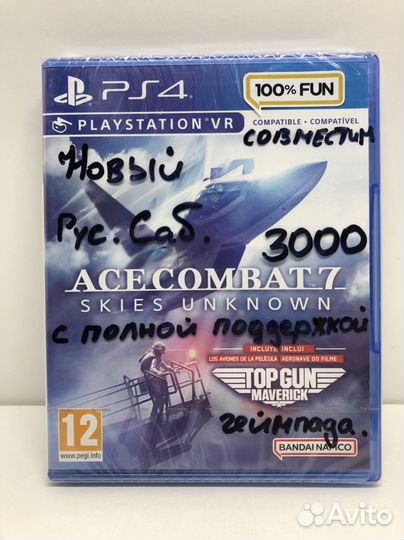 PS4
100% FUN
PLAYSTATION VR
COMPATIBLE • COMPATÍVEL
СОВМЕСТИМ
Новый
Рус. Саб.
3000
ACE COMBAT 7
SKIES UNKNOWN
с полной поддержкой
INCLUYE INCLUI
LOS AVIONES DE LA PELÍCULA AERONAVE DO FILME
TOP GUN
MAVERICK
геймпада.
12
www.pegi.info
BANDAI NAMCO
Avito